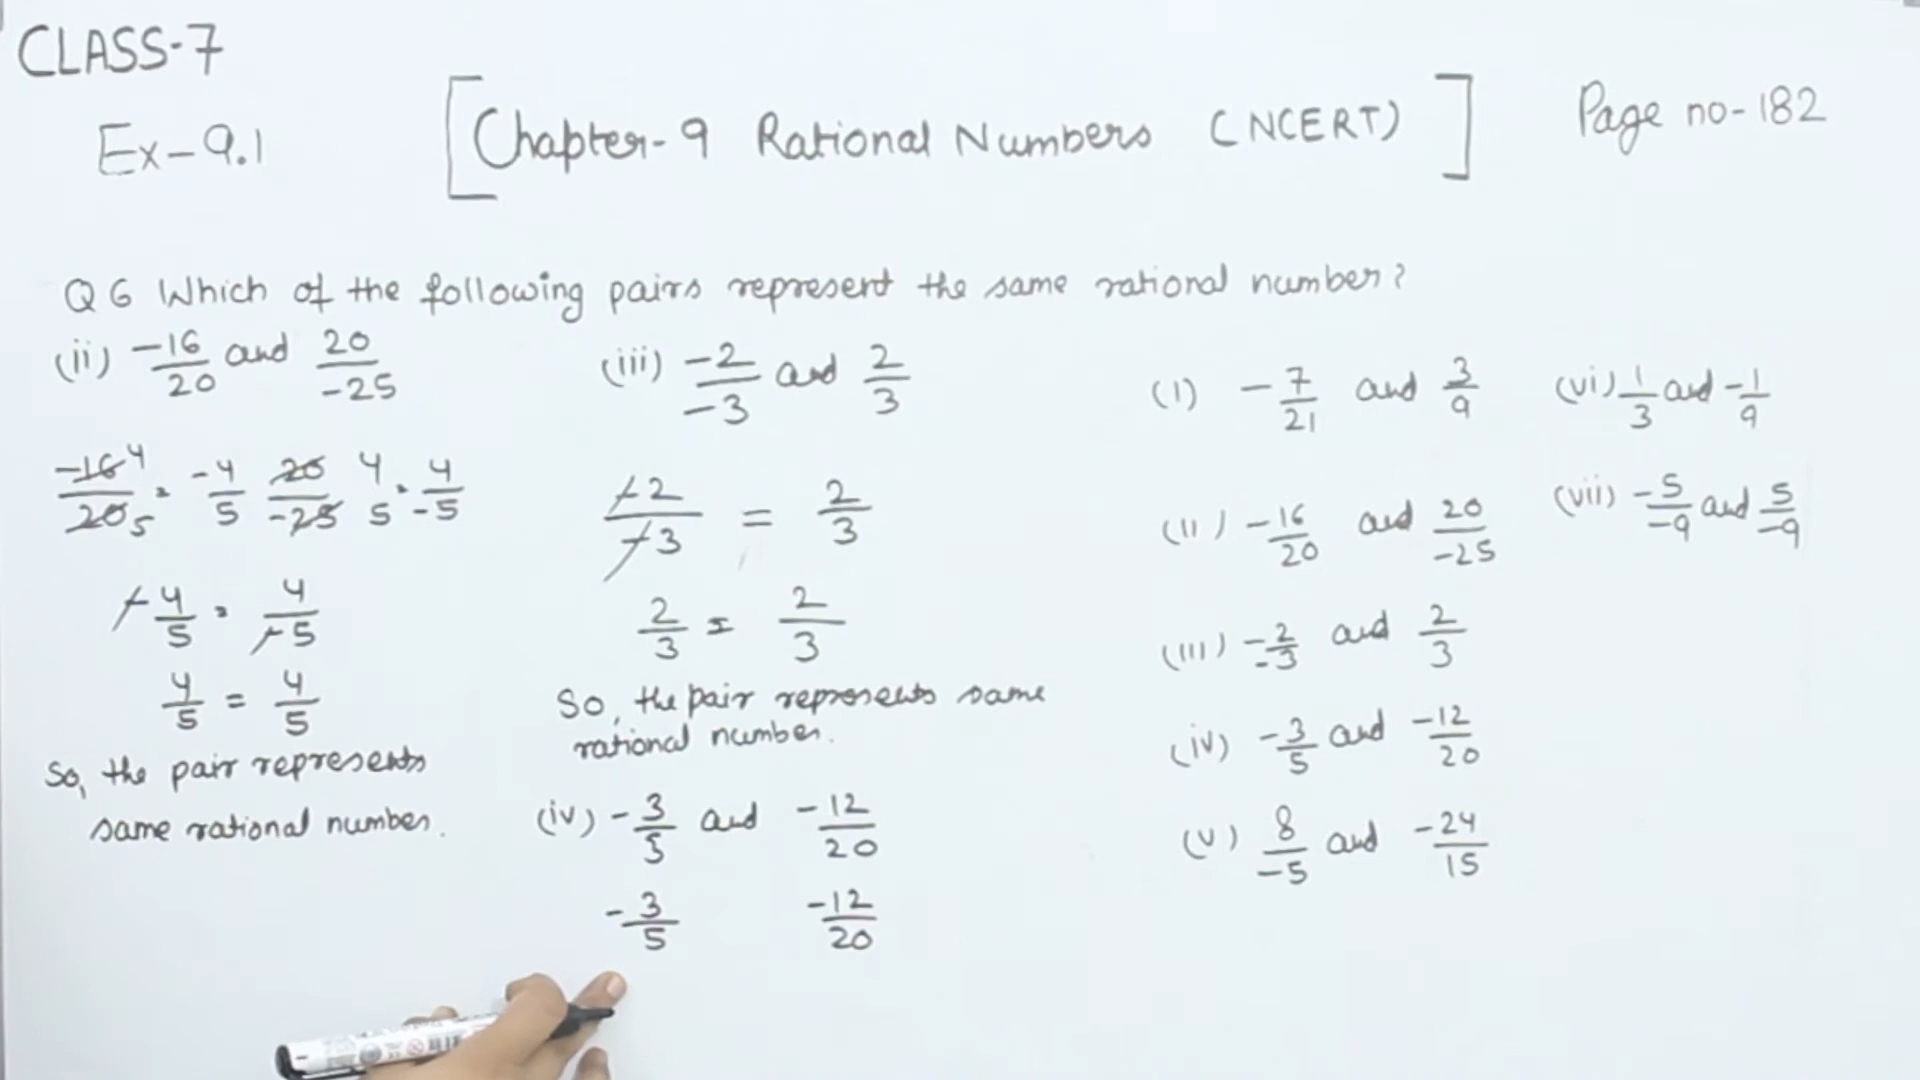 CLASS-7
Ex-9.1
[Chapter-9 Rational Numbers (NCERT)]
Page no-182
Q6 Which of the following pairs represent the same rational number?
(ii) -16/20 and 20/-25
-16/20 4 5 = -4/5 20/-25 4 5 = 4/-5
-4/5 = 4/-5
4/5 = 4/5
So, the pair represents
same rational number.
(iii) -2/-3 and 2/3
-2/-3 = 2/3
2/3 = 2/3
So, the pair represents same
rational number.
(iv) -3/5 and -12/20
-3/5 -12/20
(i) -7/21 and 3/9
(ii) -16/20 and 20/-25
(iii) -2/-3 and 2/3
(iv) -3/5 and -12/20
(v) 8/-5 and -24/15
(vi) 1/3 and -1/9
(vii) -5/-9 and 5/-9